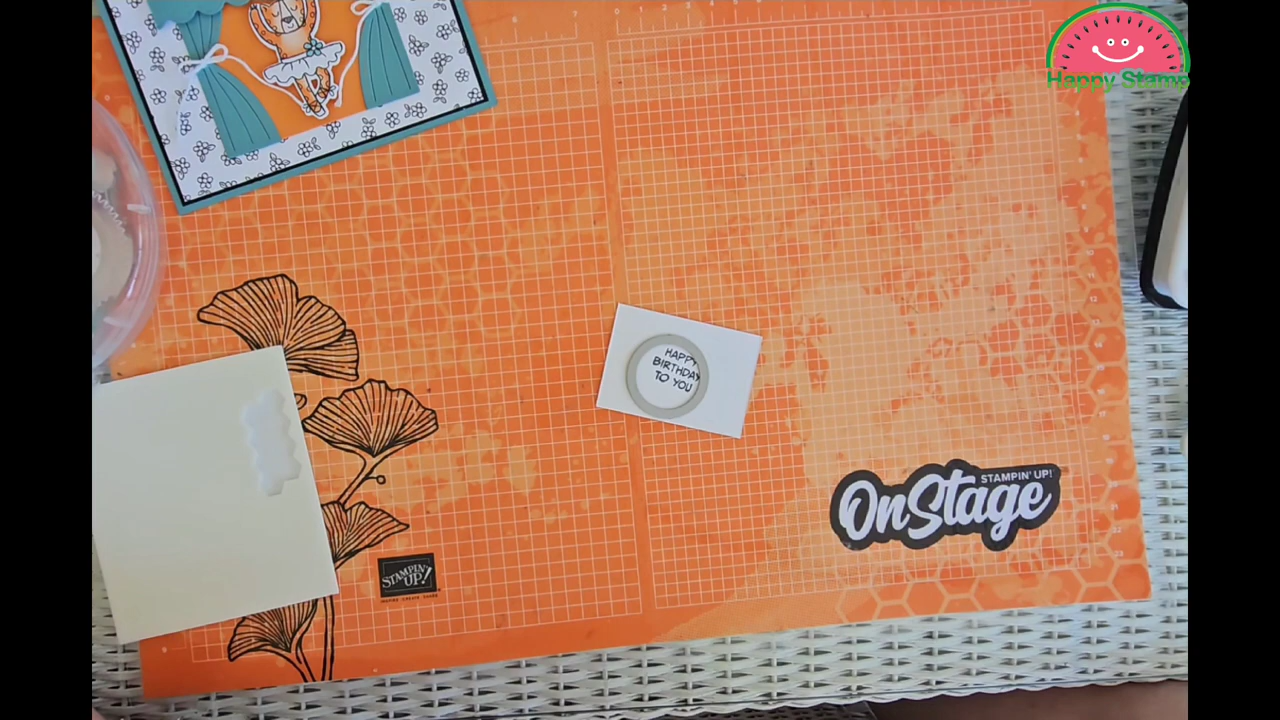 Happy Stamp
HAPPY
BIRTHDAY
TO YOU
OnStage
STAMPIN' UP!
STAMPIN'
UP!